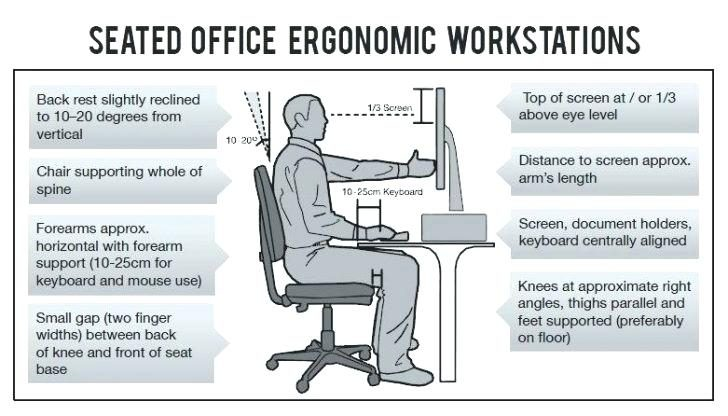 SEATED OFFICE ERGONOMIC WORKSTATIONS
Back rest slightly reclined
to 10–20 degrees from
vertical
Chair supporting whole of
spine
Forearms approx.
horizontal with forearm
support (10-25cm for
keyboard and mouse use)
Small gap (two finger
widths) between back
of knee and front of seat
base
10 20°
1/3 Screen
10-25cm Keyboard
Top of screen at / or 1/3
above eye level
Distance to screen approx.
arm's length
Screen, document holders,
keyboard centrally aligned
Knees at approximate right
angles, thighs parallel and
feet supported (preferably
on floor)